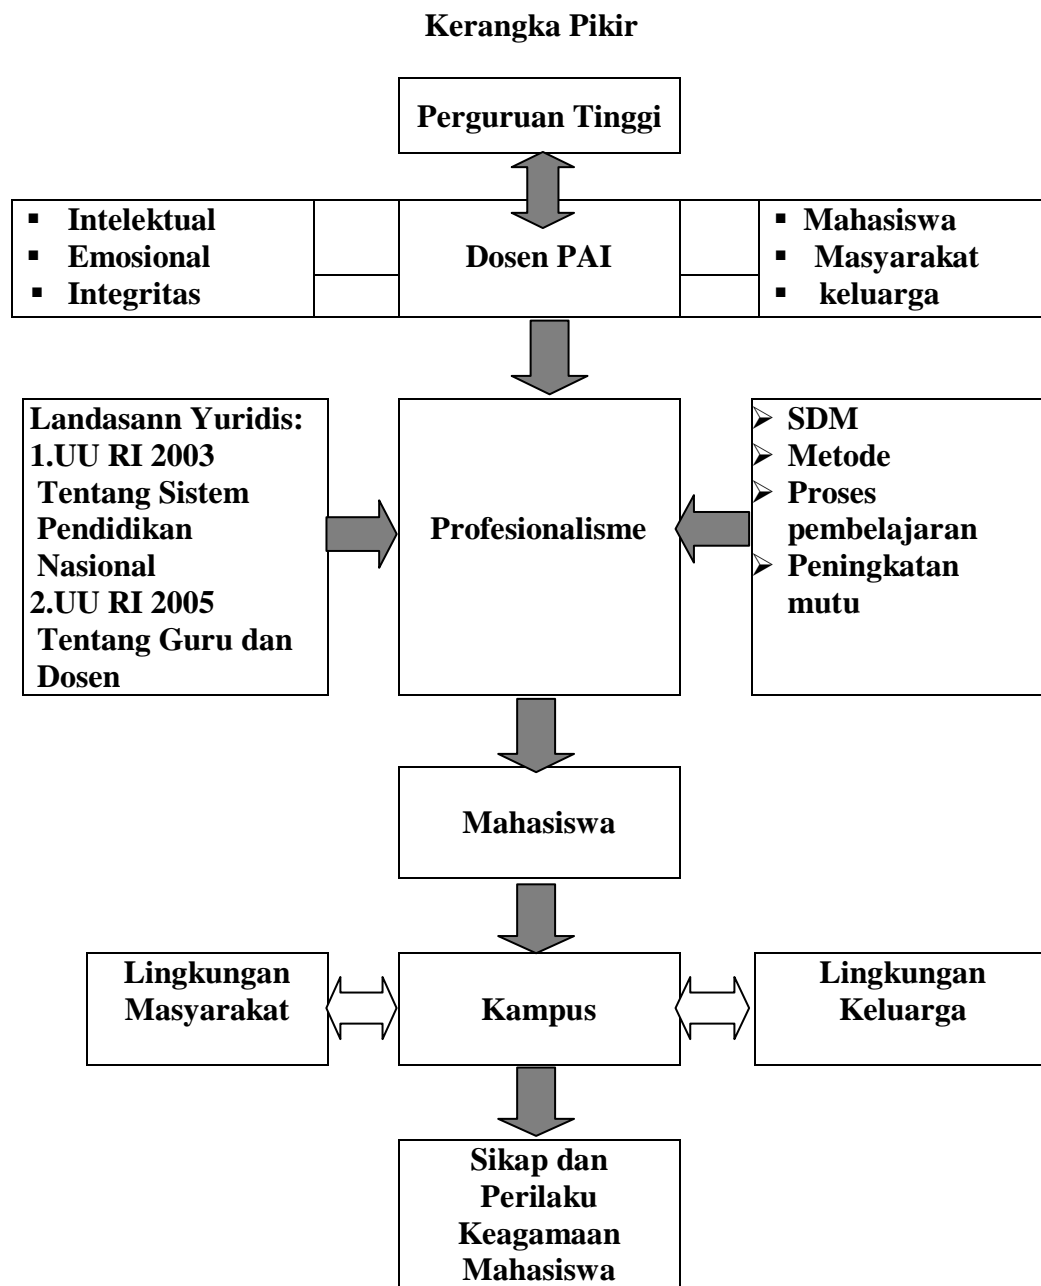 Kerangka Pikir
Perguruan Tinggi
▪ Intelektual
▪ Emosional
▪ Integritas
Dosen PAI
▪ Mahasiswa
▪ Masyarakat
▪ keluarga
Landasann Yuridis:
1.UU RI 2003
Tentang Sistem
Pendidikan
Nasional
2.UU RI 2005
Tentang Guru dan
Dosen
Profesionalisme
➢ SDM
➢ Metode
➢ Proses
pembelajaran
➢ Peningkatan
mutu
Mahasiswa
Lingkungan
Masyarakat
Kampus
Lingkungan
Keluarga
Sikap dan
Perilaku
Keagamaan
Mahasiswa